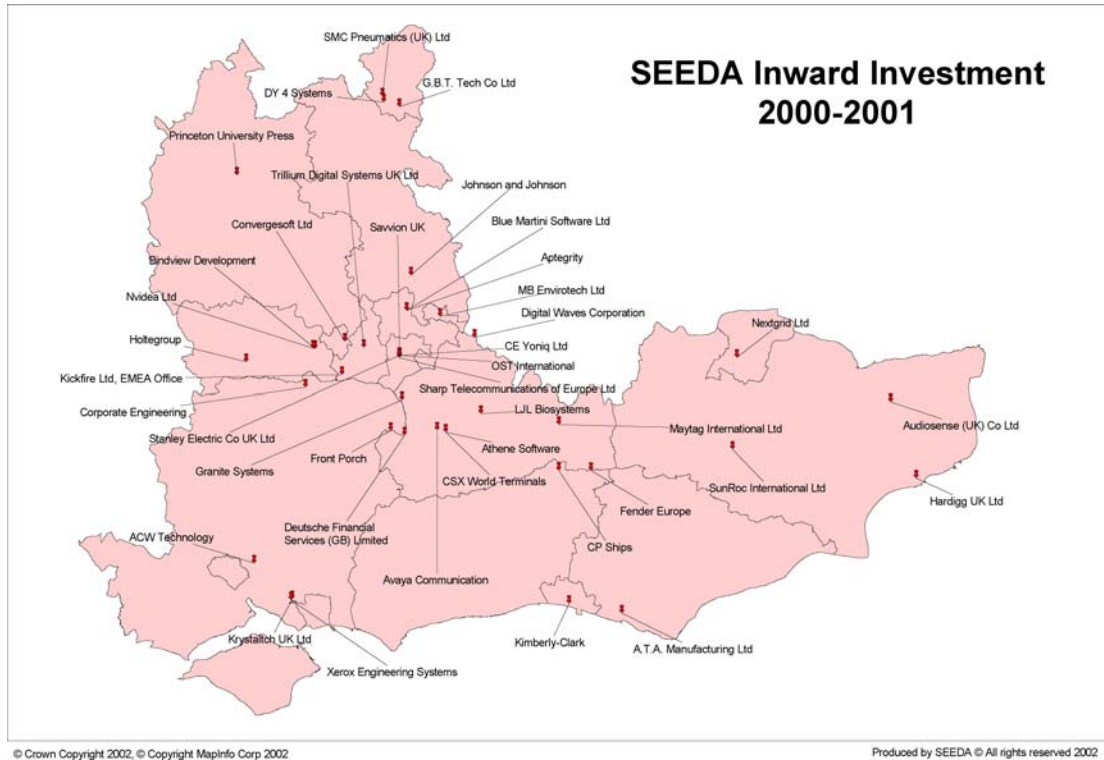 SEEDA Inward Investment
2000-2001
SMC Pneumatics (UK) Ltd
G.B.T. Tech Co Ltd
DY 4 Systems
Princeton University Press
Trillium Digital Systems UK Ltd
Johnson and Johnson
Blue Martini Software Ltd
Convergesoft Ltd
Savvion UK
Aptegrity
Bindview Development
MB Envirotech Ltd
Nvidea Ltd
Digital Waves Corporation
Nextgrid Ltd
Holtegroup
CE Yoniq Ltd
OST International
Kickfire Ltd, EMEA Office
Sharp Telecommunications of Europe Ltd
Corporate Engineering
LJL Biosystems
Maytag International Ltd
Audiosense (UK) Co Ltd
Stanley Electric Co UK Ltd
Athene Software
Front Porch
Granite Systems
CSX World Terminals
SunRoc International Ltd
Hardigg UK Ltd
Fender Europe
Deutsche Financial
Services (GB) Limited
ACW Technology
CP Ships
Avaya Communication
Krystaltch UK Ltd
Kimberly-Clark
A.T.A. Manufacturing Ltd
Xerox Engineering Systems
© Crown Copyright 2002, © Copyright MapInfo Corp 2002
Produced by SEEDA © All rights reserved 2002